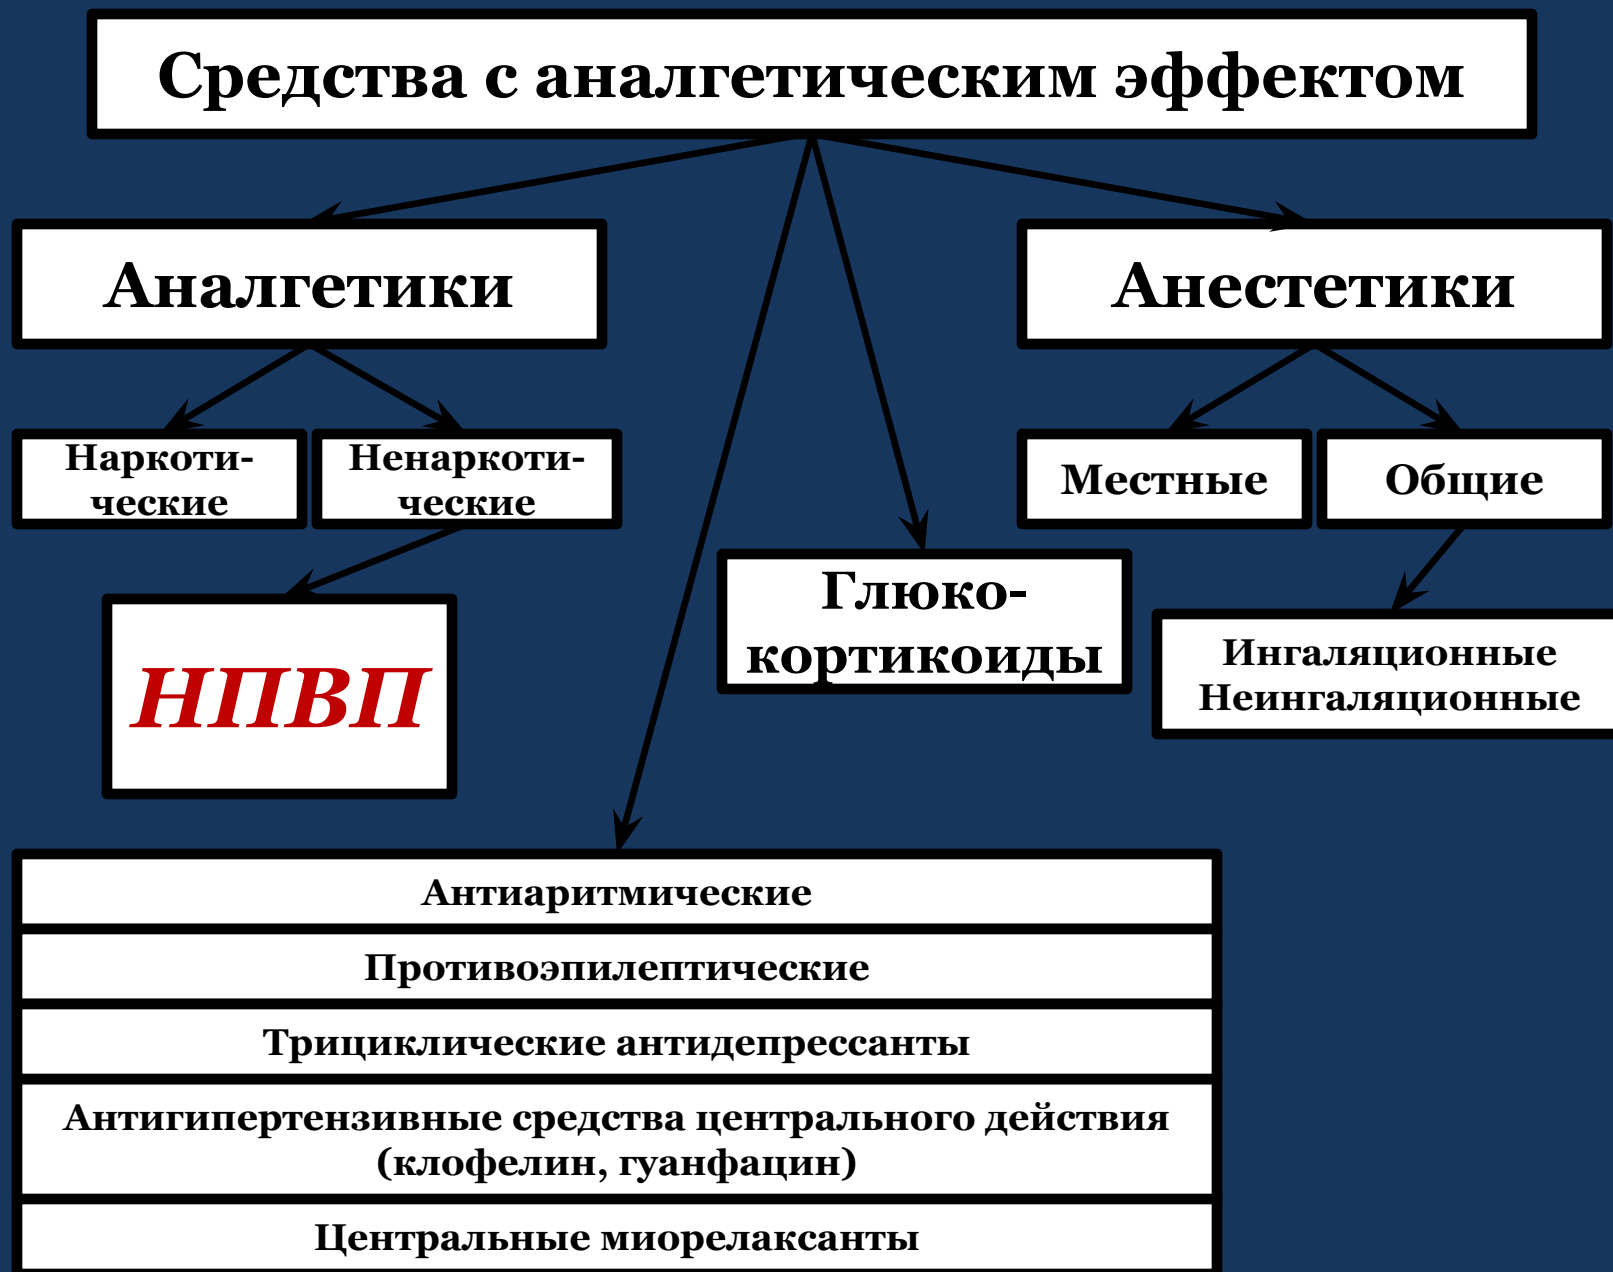 Средства с аналгетическим эффектом
Аналгетики
Анестетики
Наркоти-
ческие
Ненаркоти-
ческие
Местные
Общие
НПВП
Глюко-
кортикоиды
Ингаляционные
Неингаляционные
Антиаритмические
Противоэпилептические
Трициклические антидепрессанты
Антигипертензивные средства центрального действия
(клофелин, гуанфацин)
Центральные миорелаксанты